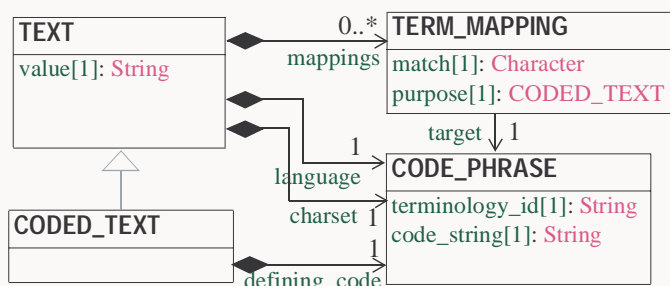 TEXT
value[1]: String
0..*
mappings
TERM_MAPPING
match[1]: Character
purpose[1]: CODED_TEXT
target 1
1
language
charset 1
CODE_PHRASE
terminology_id[1]: String
code_string[1]: String
CODED_TEXT
1
defining_code